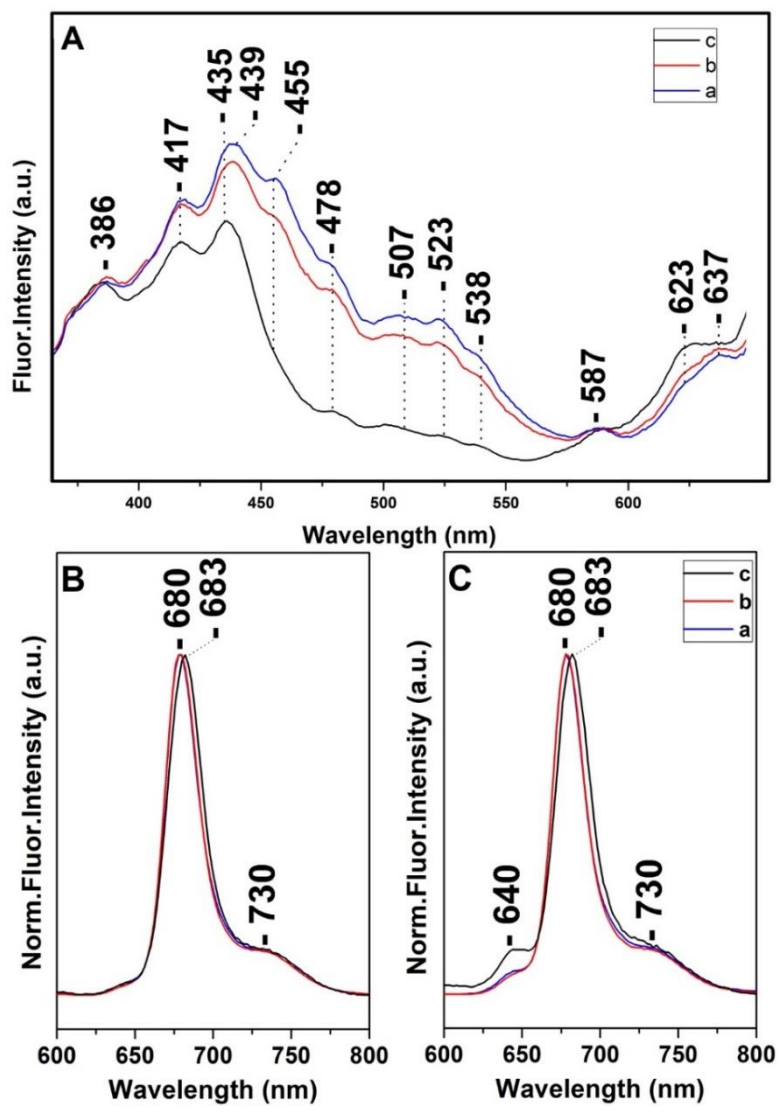 A
386
417
435
439
455
478
507
523
538
587
623
637
c
b
a
Fluor.Intensity (a.u.)
400
450
500
550
600
Wavelength (nm)
B
680
683
730
Norm.Fluor.Intensity (a.u.)
600
650
700
750
800
Wavelength (nm)
C
680
683
640
730
c
b
a
Norm.Fluor.Intensity (a.u.)
600
650
700
750
800
Wavelength (nm)